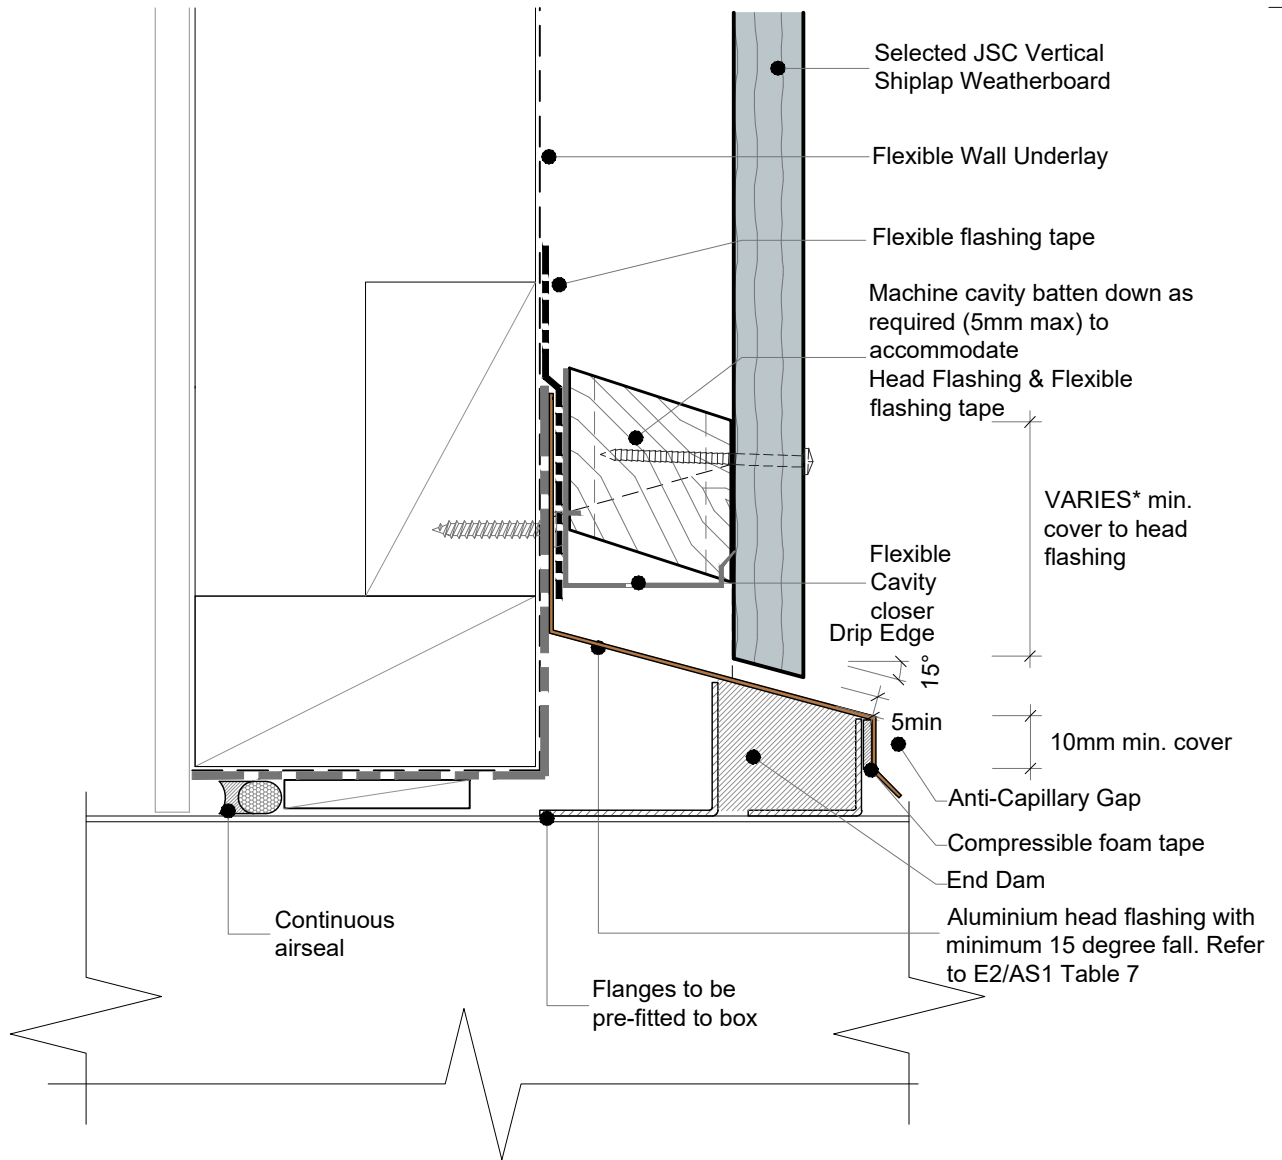 Selected JSC Vertical
Shiplap Weatherboard
Flexible Wall Underlay
Flexible flashing tape
Machine cavity batten down as
required (5mm max) to
accommodate
Head Flashing & Flexible
flashing tape
VARIES* min.
cover to head
flashing
Flexible
Cavity
closer
Drip Edge
15°
5min
10mm min. cover
Anti-Capillary Gap
Compressible foam tape
End Dam
Aluminium head flashing with
minimum 15 degree fall. Refer
to E2/AS1 Table 7
Continuous
airseal
Flanges to be
pre-fitted to box